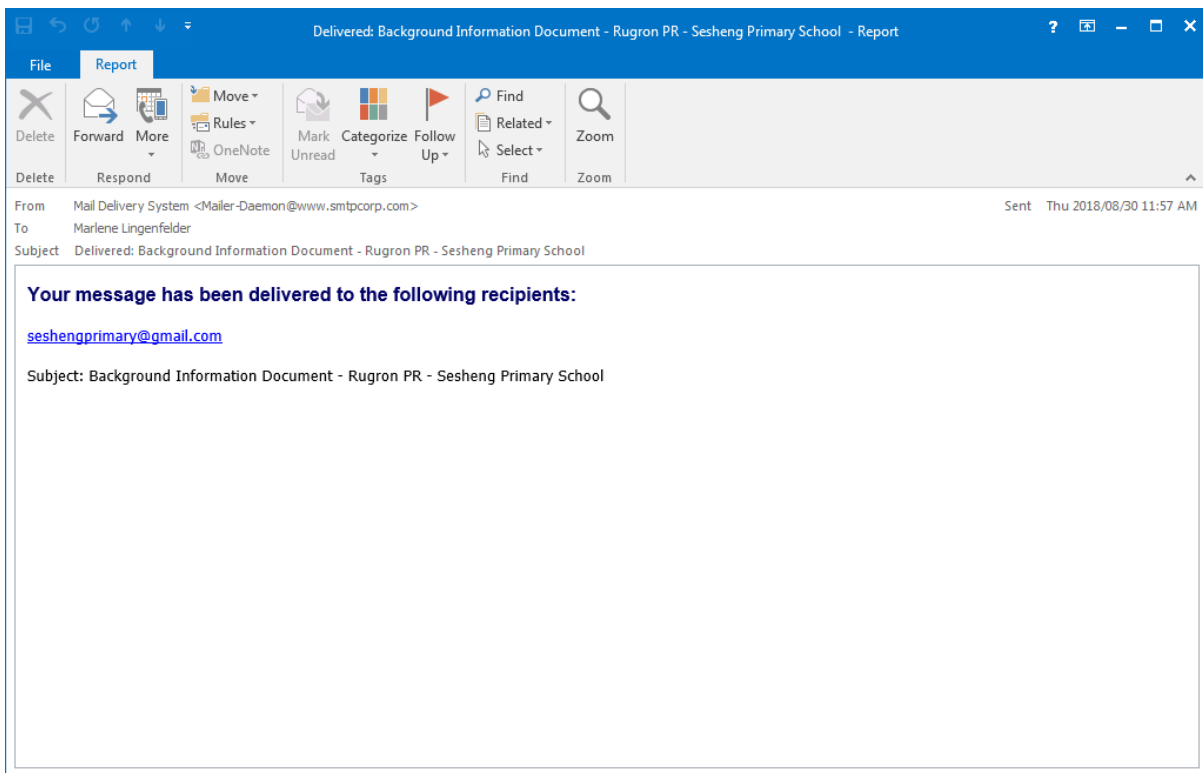 Delivered: Background Information Document - Rugron PR - Sesheng Primary School - Report
?
File Report
Delete
Forward More
Move
Rules
OneNote
Mark Unread
Categorize Follow Up
Find
Related
Select
Zoom
Delete Respond Move Tags Find Zoom
From Mail Delivery System <Mailer-Daemon@www.smtpcorp.com> Sent Thu 2018/08/30 11:57 AM
To Marlene Lingenfelder
Subject Delivered: Background Information Document - Rugron PR - Sesheng Primary School
Your message has been delivered to the following recipients:
seshengprimary@gmail.com
Subject: Background Information Document - Rugron PR - Sesheng Primary School